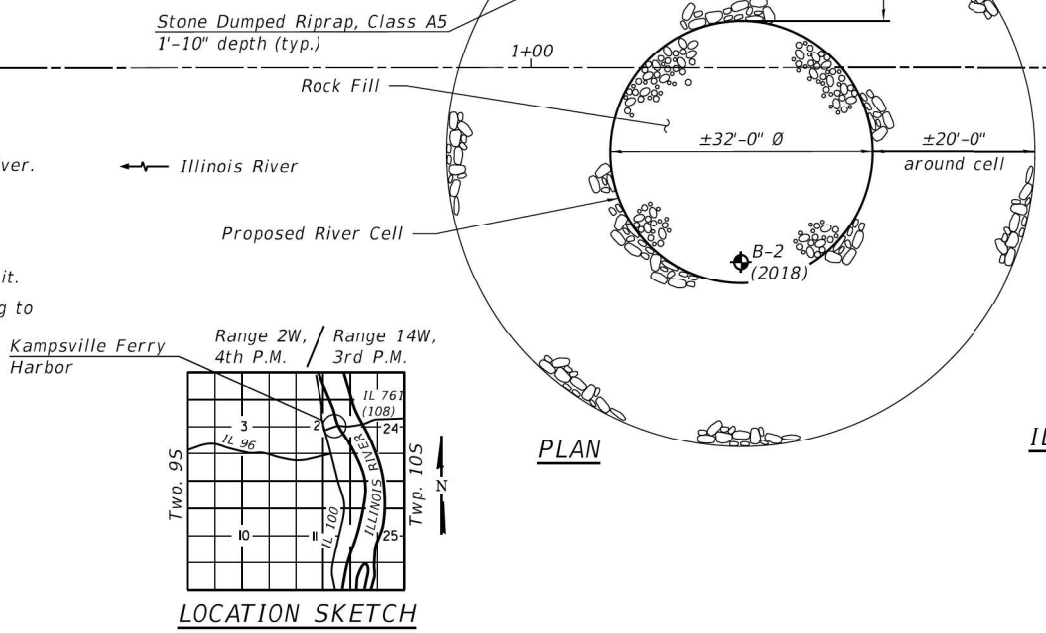 Stone Dumped Riprap, Class A5
1'-10" depth (typ.)
1+00
Rock Fill
±32'-0" Ø
±20'-0"
around cell
ver.
Illinois River
Proposed River Cell
B-2
(2018)
it.
g to
Kampsville Ferry
Harbor
Range 2W,
4th P.M.
Range 14W,
3rd P.M.
IL 761
(108)
3
2
24
IL 96
ILLINOIS RIVER
Twp. 9S
Twp. 10S
N
10
11
IL 100
25
PLAN
LOCATION SKETCH